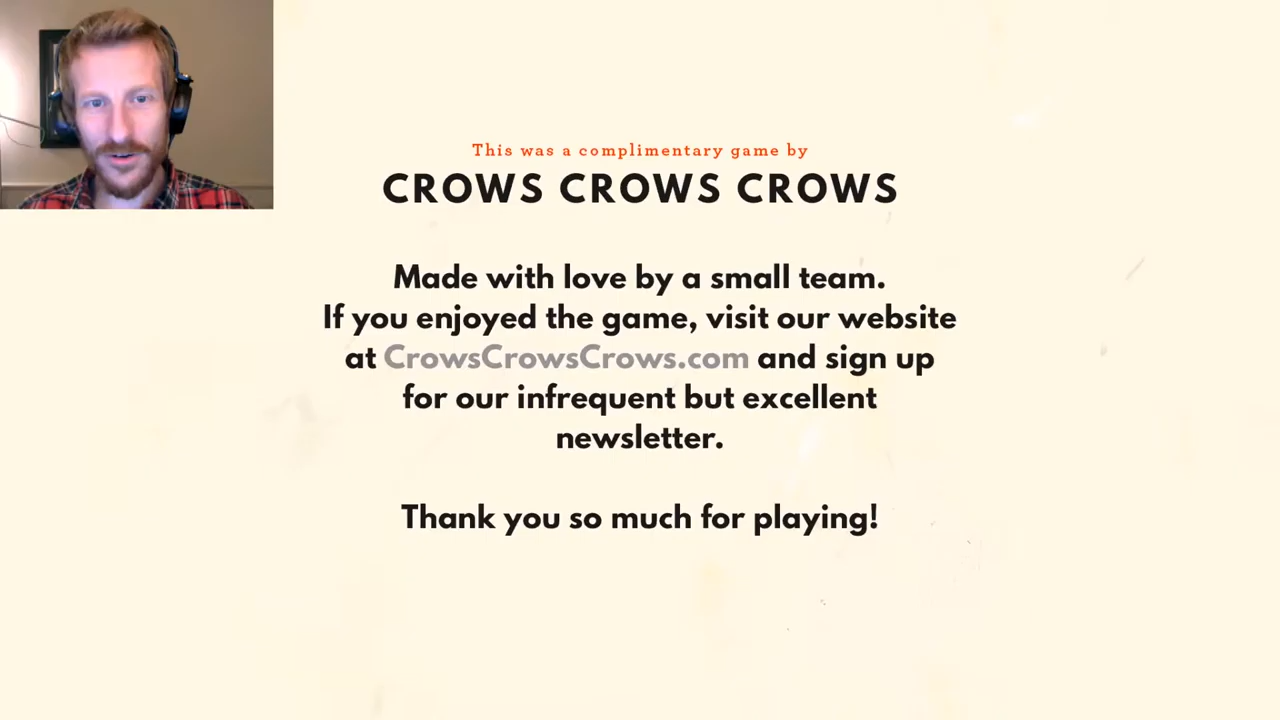 This was a complimentary game by
CROWS CROWS CROWS
Made with love by a small team.
If you enjoyed the game, visit our website
at CrowsCrowsCrows.com and sign up
for our infrequent but excellent
newsletter.
Thank you so much for playing!